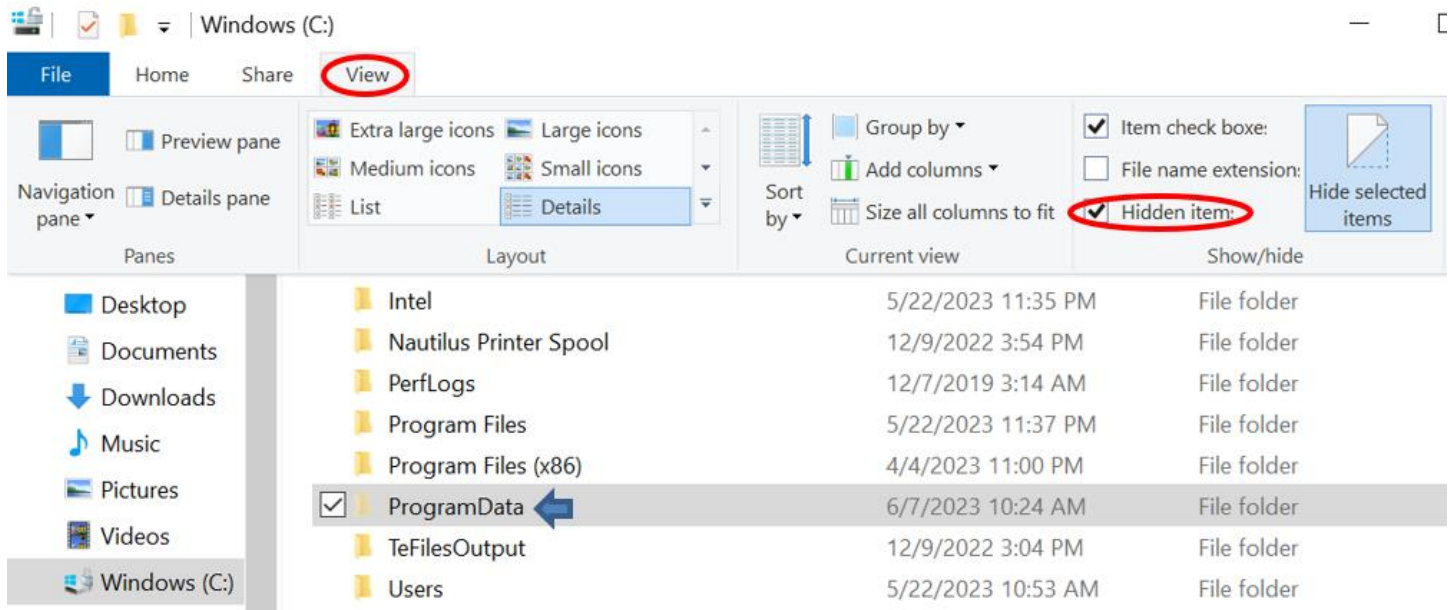 Windows (C:)
File Home Share View
Navigation pane
Preview pane
Details pane
Panes
Extra large icons Large icons
Medium icons Small icons
List Details
Layout
Sort by
Group by
Add columns
Size all columns to fit
Current view
Item check boxe:
File name extension:
Hidden item:
Hide selected items
Show/hide
Desktop
Documents
Downloads
Music
Pictures
Videos
Windows (C:)
Intel 5/22/2023 11:35 PM File folder
Nautilus Printer Spool 12/9/2022 3:54 PM File folder
PerfLogs 12/7/2019 3:14 AM File folder
Program Files 5/22/2023 11:37 PM File folder
Program Files (x86) 4/4/2023 11:00 PM File folder
ProgramData 6/7/2023 10:24 AM File folder
TeFilesOutput 12/9/2022 3:04 PM File folder
Users 5/22/2023 10:53 AM File folder